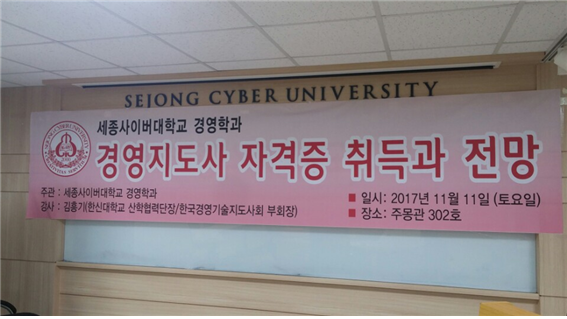 SEJONG CYBER UNIVERSITY
세종사이버대학교 경영학과
경영지도사 자격증 취득과 전망
주관 : 세종사이버대학교 경영학과
강사 : 김홍기(한신대학교 산학협력단장/한국경영기술지도사회 부회장)
■ 일시: 2017년 11월 11일 (토요일)
■ 장소: 주몽관 302호